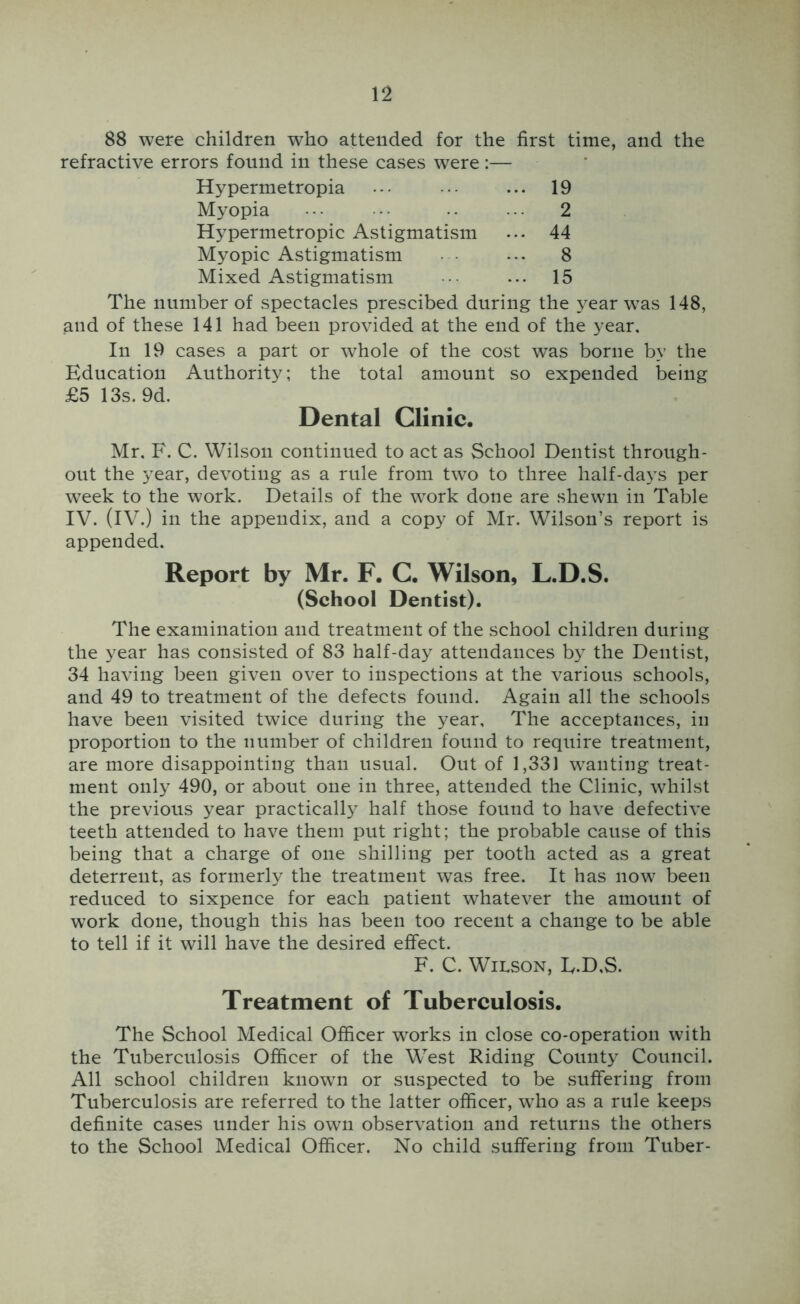 12
88 were children who attended for the first time, and the
refractive errors found in these cases were :—
Hypermetropia ... ... ... 19
Myopia ... ... .. ... 2
Hypermetropic Astigmatism ... 44
Myopic Astigmatism .. ... 8
Mixed Astigmatism ... ... 15
The number of spectacles prescibed during the year was 148,
and of these 141 had been provided at the end of the year.
In 19 cases a part or whole of the cost was borne by the
Education Authority; the total amount so expended being
£5 13s. 9d.
Dental Clinic.
Mr. F. C. Wilson continued to act as School Dentist through-
out the year, devoting as a rule from two to three half-days per
week to the work. Details of the work done are shewn in Table
IV. (IV.) in the appendix, and a copy of Mr. Wilson's report is
appended.
Report by Mr. F. C. Wilson, L.D.S.
(School Dentist).
The examination and treatment of the school children during
the year has consisted of 83 half-day attendances by the Dentist,
34 having been given over to inspections at the various schools,
and 49 to treatment of the defects found. Again all the schools
have been visited twice during the year, The acceptances, in
proportion to the number of children found to require treatment,
are more disappointing than usual. Out of 1,331 wanting treat-
ment only 490, or about one in three, attended the Clinic, whilst
the previous year practically half those found to have defective
teeth attended to have them put right; the probable cause of this
being that a charge of one shilling per tooth acted as a great
deterrent, as formerly the treatment was free. It has now been
reduced to sixpence for each patient whatever the amount of
work done, though this has been too recent a change to be able
to tell if it will have the desired effect.
F. C. WILSON, L.D.S.
Treatment of Tuberculosis.
The School Medical Officer works in close co-operation with
the Tuberculosis Officer of the West Riding County Council.
All school children known or suspected to be suffering from
Tuberculosis are referred to the latter officer, who as a rule keeps
definite cases under his own observation and returns the others
to the School Medical Officer. No child suffering from Tuber-